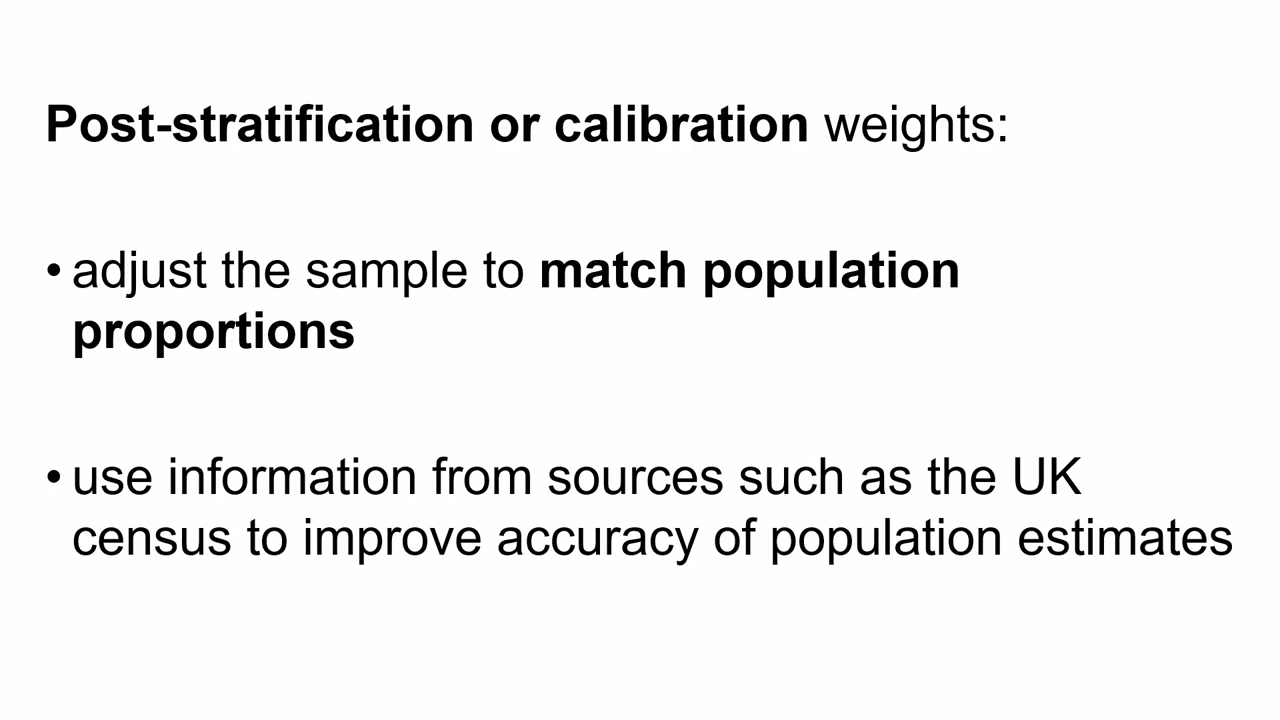 Post-stratification or calibration weights:
• adjust the sample to match population
proportions
• use information from sources such as the UK
census to improve accuracy of population estimates